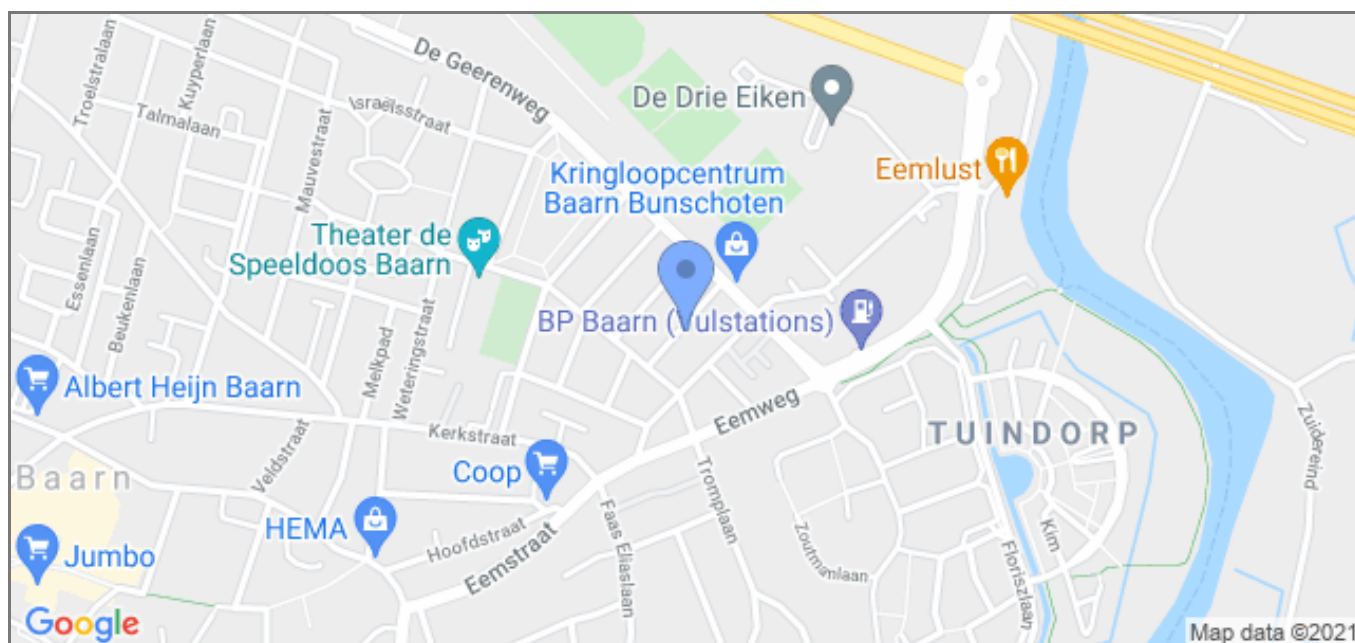 De Geerenweg
Troelstralaan
Kuyperlaan
Talmalaan
Israëlsstraat
Mauvestraat
De Drie Eiken
Eemlust
Kringloopcentrum
Baarn Bunschoten
Theater de
Speeldoos Baarn
Essenlaan
Beukenlaan
BP Baarn (Vulstations)
Melkpad
Weteringstraat
Albert Heijn Baarn
Eemweg
TUINDORP
Zuidereind
Kerkstraat
Veldstraat
Coop
Tromplaan
Baarn
HEMA
Hoofdstraat
Faas Eliaslaan
Zoutmanlaan
Kim
Floriszlaan
Jumbo
Eemstraat
Google
Map data ©2021